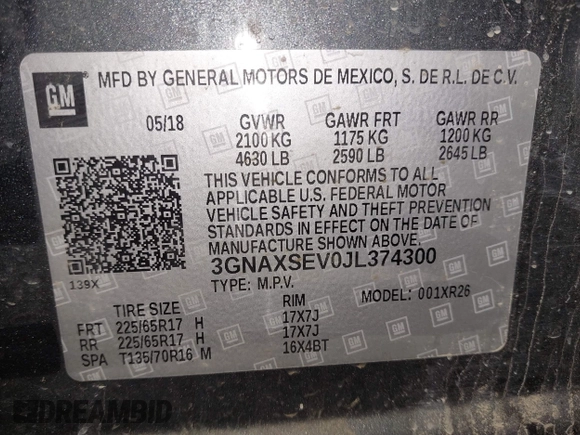 GM
MFD BY GENERAL MOTORS DE MEXICO, S. DE R.L. DE C.V.
05/18 GVWR GAWR FRT GAWR RR
2100 KG 1175 KG 1200 KG
4630 LB 2590 LB 2645 LB
THIS VEHICLE CONFORMS TO ALL
APPLICABLE U.S. FEDERAL MOTOR
VEHICLE SAFETY AND THEFT PREVENTION
STANDARDS IN EFFECT ON THE DATE OF
MANUFACTURE SHOWN ABOVE.
3GNAXSEV0JL374300
139X
TYPE: M.P.V. MODEL: 001XR26
TIRE SIZE RIM
FRT 225/65R17 H 17X7J
RR 225/65R17 H 17X7J
SPA T135/70R16 M 16X4BT
DREAMBID